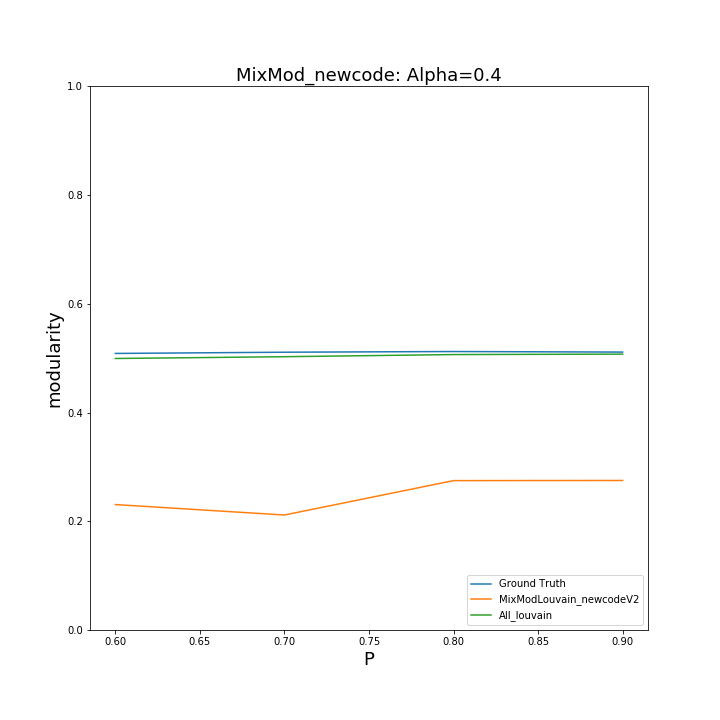 MixMod_newcode: Alpha=0.4
1.0
0.8
0.6
0.4
0.2
0.0
modularity
0.60 0.65 0.70 0.75 0.80 0.85 0.90
P
Ground Truth
MixModLouvain_newcodeV2
All_louvain